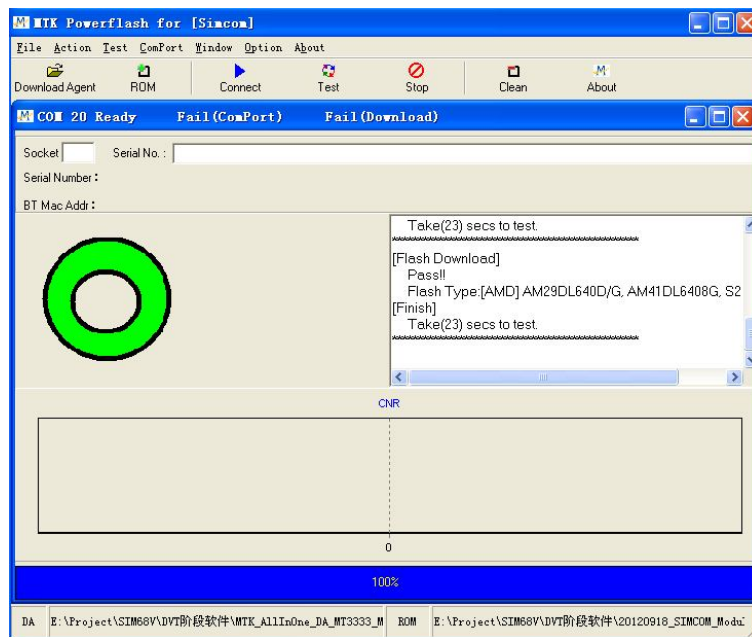 MTK Powerflash for [Simcom]
File Action Test ComPort Window Option About
Download Agent ROM Connect Test Stop Clean About
COM 20 Ready Fail(ComPort) Fail(Download)
Socket Serial No. :
Serial Number :
BT Mac Addr :
Take(23) secs to test.
**********************************************
[Flash Download]
Pass!!
Flash Type:[AMD] AM29DL640D/G, AM41DL6408G, S2
[Finish]
Take(23) secs to test.
**********************************************
CNR
0
100%
DA E:\Project\SIM68V\DVT阶段软件\MTK_AllInOne_DA_MT3333_M ROM E:\Project\SIM68V\DVT阶段软件\20120918_SIMCOM_Modu